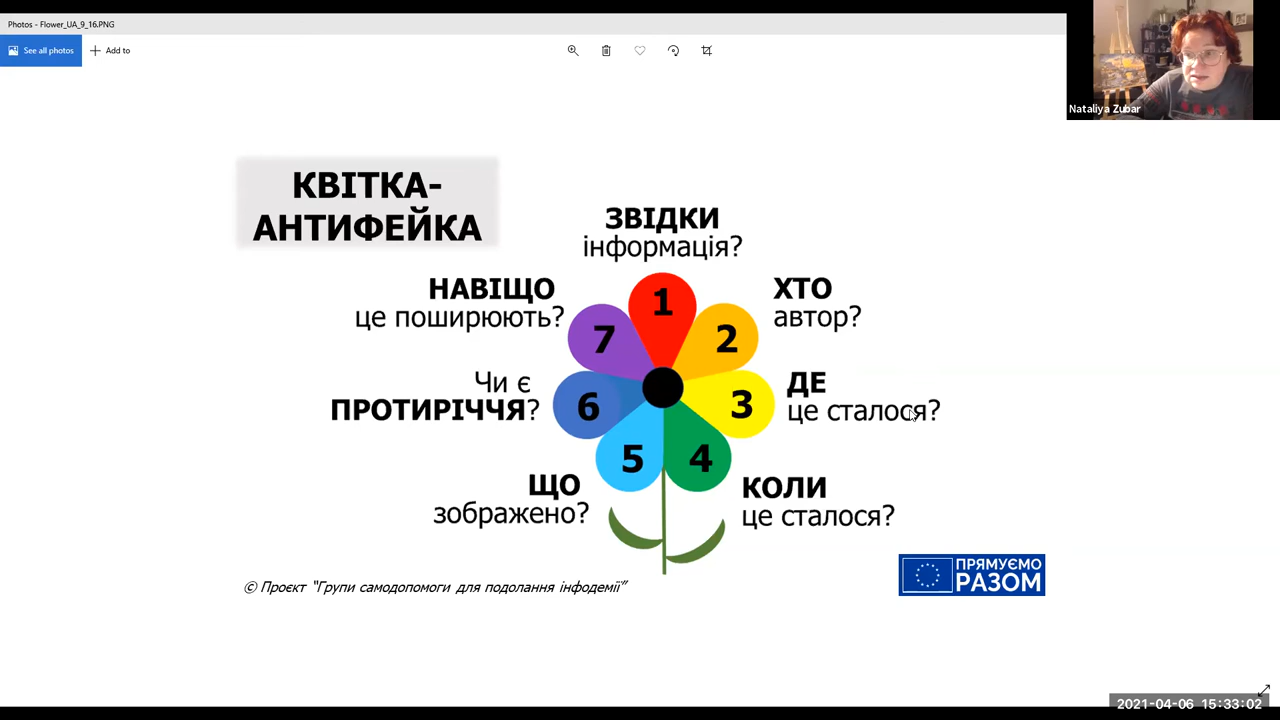 Photos - Flower_UA_9_16.PNG
See all photos
Add to
Nataliya Zubar
КВІТКА-
АНТИФЕЙКА
ЗВІДКИ
інформація?
НАВІЩО
це поширюють?
ХТО
автор?
1
7
2
Чи є
ПРОТИРІЧЧЯ?
ДЕ
це сталося?
6
3
5
4
ЩО
зображено?
КОЛИ
це сталося?
© Проєкт "Групи самодопомоги для подолання інфодемії"
ПРЯМУЄМО
РАЗОМ
2021-04-06 15:33:02